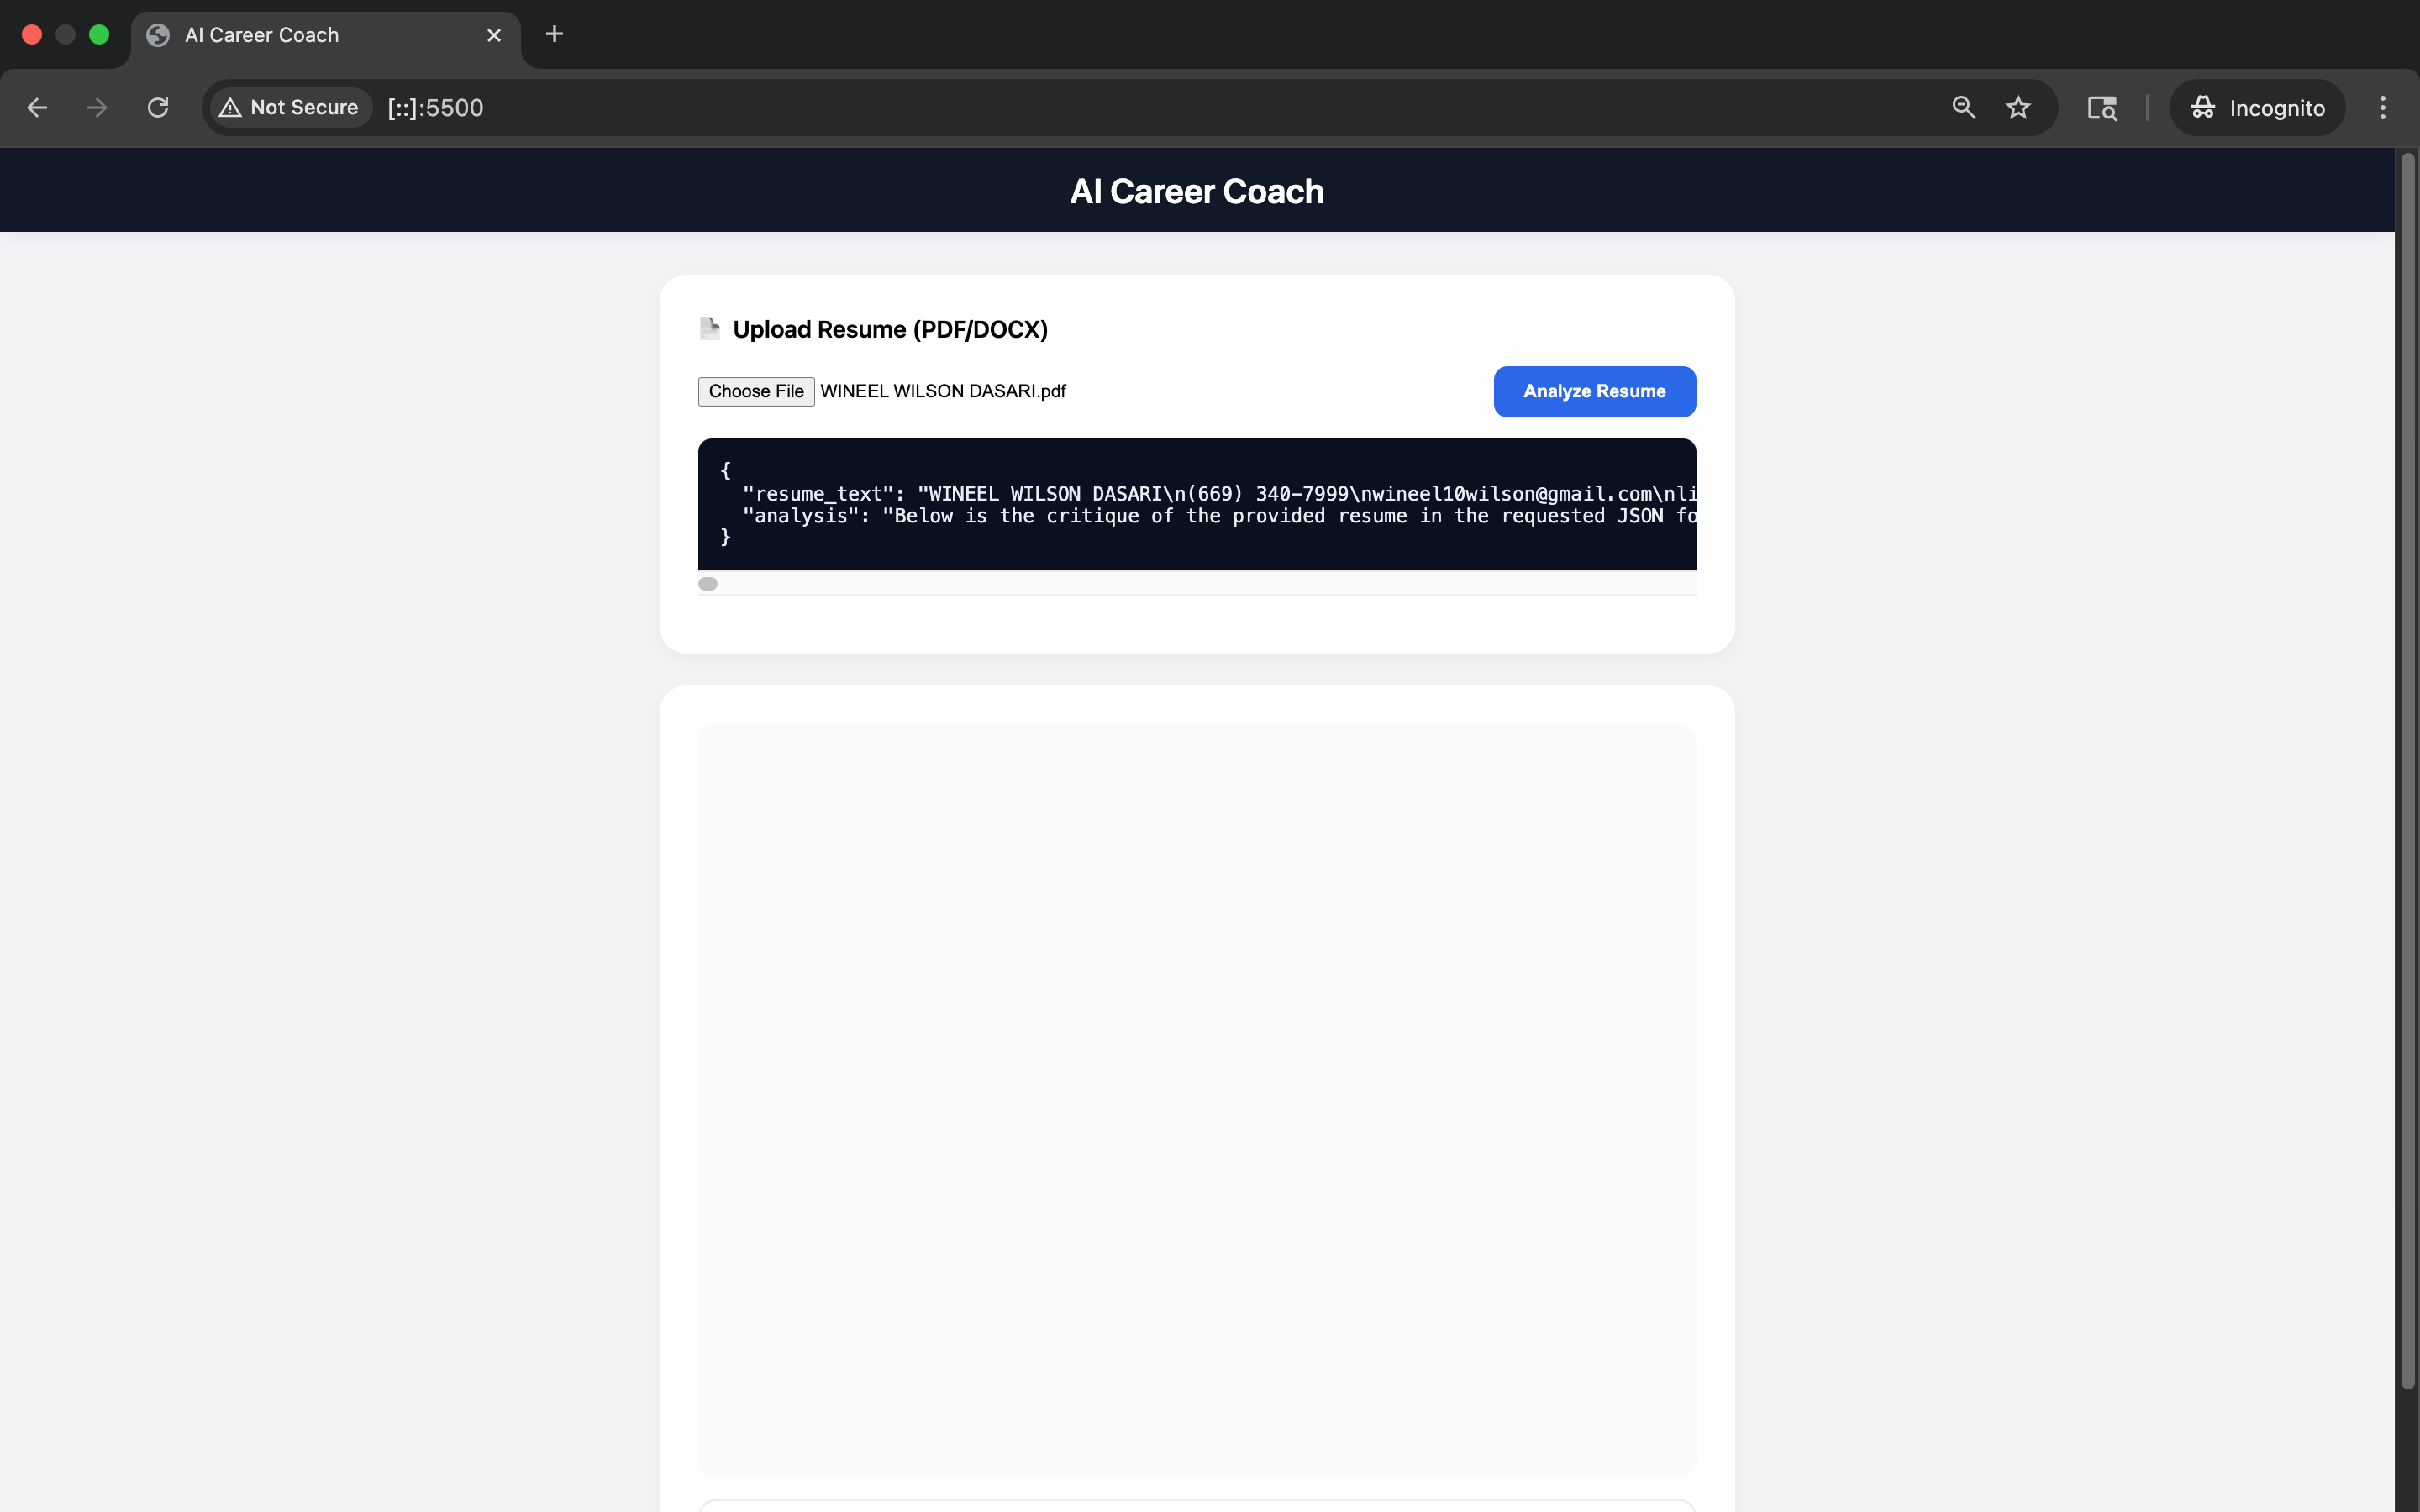 AI Career Coach
Not Secure
[::]:5500
Incognito
AI Career Coach
Upload Resume (PDF/DOCX)
Choose File WINEEL WILSON DASARI.pdf
Analyze Resume
{
"resume_text": "WINEEL WILSON DASARI\n(669) 340-7999\nwineel10wilson@gmail.com\nli
"analysis": "Below is the critique of the provided resume in the requested JSON fo
}